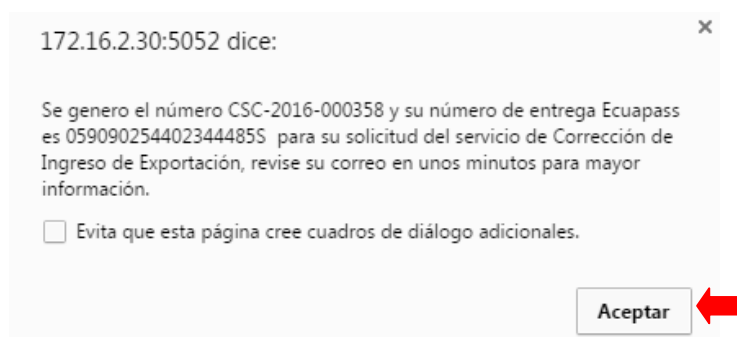 172.16.2.30:5052 dice:
Se genero el número CSC-2016-000358 y su número de entrega Ecuapass
es 05909025440234448​5S para su solicitud del servicio de Corrección de
Ingreso de Exportación, revise su correo en unos minutos para mayor
información.
Evita que esta página cree cuadros de diálogo adicionales.
Aceptar